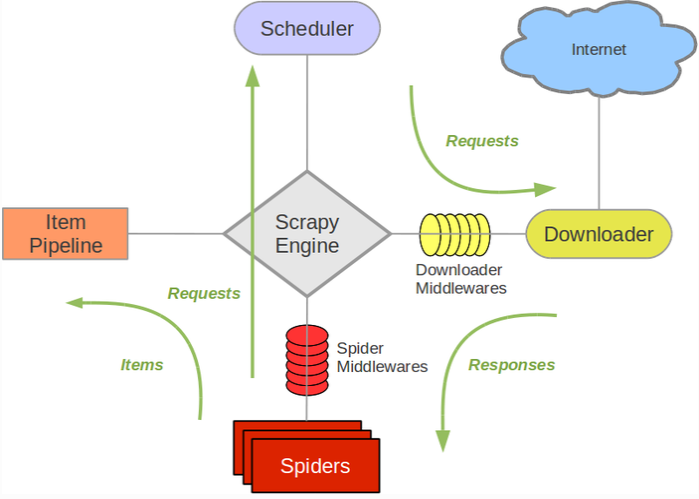 Scheduler
Internet
Requests
Item
Pipeline
Scrapy
Engine
Downloader
Downloader
Middlewares
Requests
Spider
Middlewares
Items
Responses
Spiders